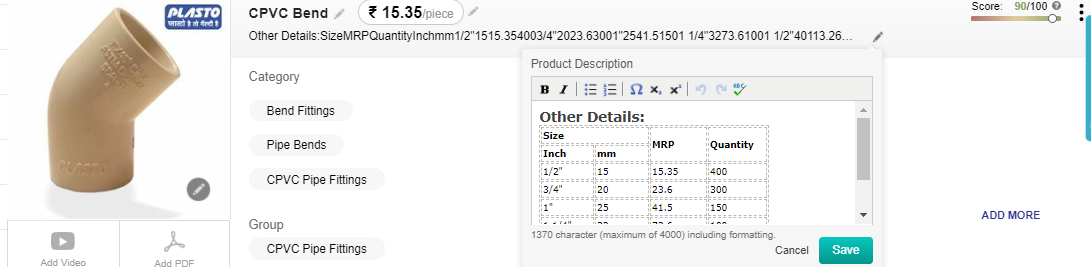 PLASTO
प्लास्टो है तो गॅरंटी है
PLASTO
CPVC Bend
₹ 15.35/piece
Score: 90/100
Other Details:SizeMRPQuantityInchmm1/2"1515.354003/4"2023.63001"2541.51501 1/4"3273.61001 1/2"40113.26...
Product Description
B I Ω x₁ x² ABC
Other Details:
Size MRP Quantity
Inch mm
1/2" 15 15.35 400
3/4" 20 23.6 300
1" 25 41.5 150
1370 character (maximum of 4000) including formatting.
Cancel Save
Category
Bend Fittings
Pipe Bends
CPVC Pipe Fittings
Group
CPVC Pipe Fittings
ADD MORE
Add Video
Add PDF